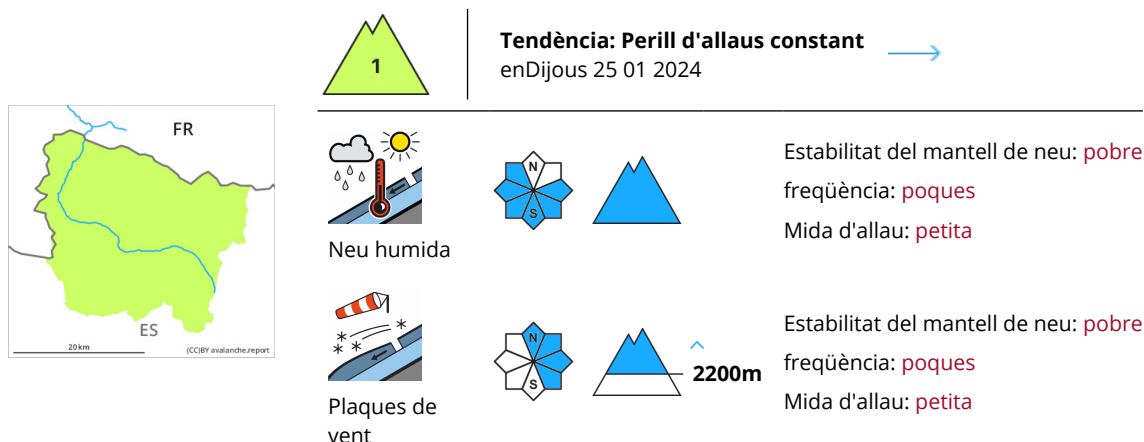 1
Tendència: Perill d'allaus constant
enDijous 25 01 2024
FR
ES
20 km
(CC)BY avalanche.report
N
S
Neu humida
Estabilitat del mantell de neu: pobre
freqüència: poques
Mida d'allau: petita
N
S
2200m
Plaques de
vent
Estabilitat del mantell de neu: pobre
freqüència: poques
Mida d'allau: petita